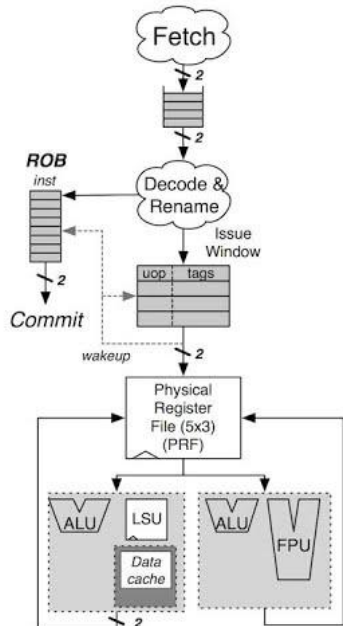 Fetch
2
2
ROB
inst
Decode &
Rename
Issue
Window
uop tags
2
Commit
wakeup
2
Physical
Register
File (5x3)
(PRF)
ALU
LSU
Data
cache
ALU
FPU
2